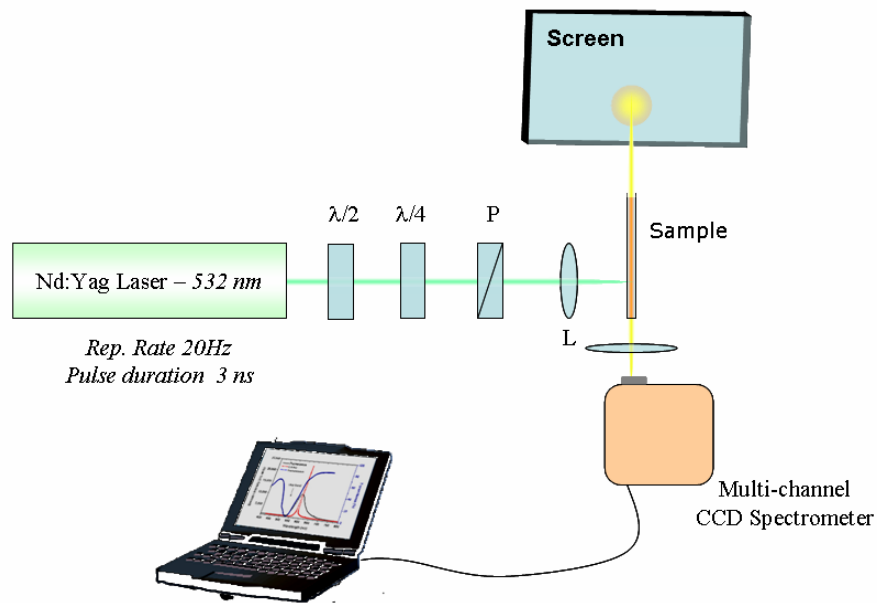 Screen
λ/2
λ/4
P
Sample
Nd:Yag Laser – 532 nm
L
Rep. Rate 20Hz
Pulse duration 3 ns
Multi-channel
CCD Spectrometer